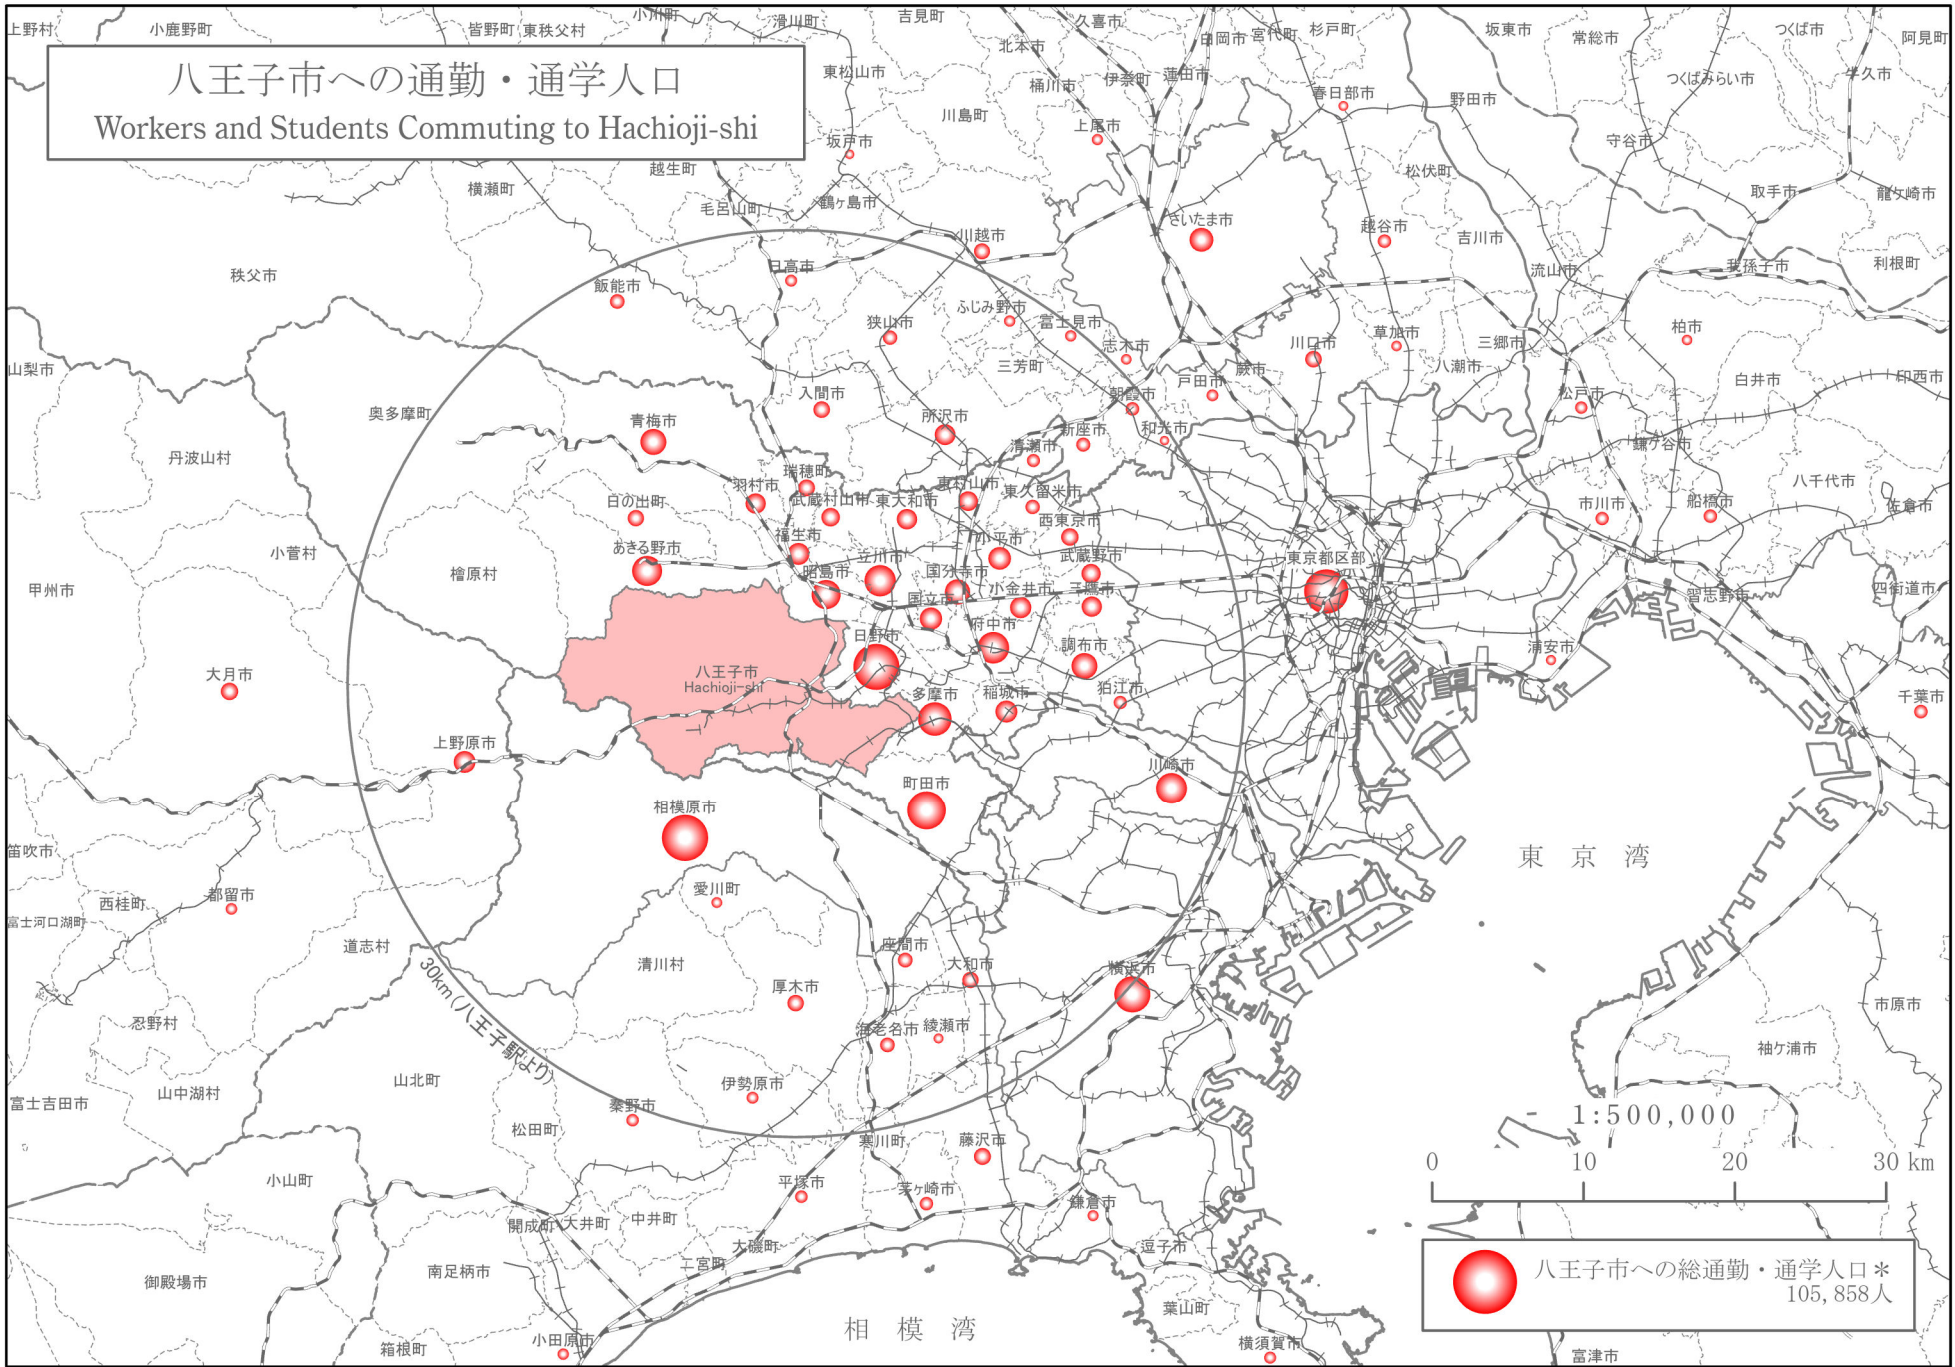 八王子市への通勤・通学人口
Workers and Students Commuting to Hachioji-shi
上野村
小鹿野町
皆野町
東秩父村
小川町
滑川町
吉見町
久喜市
白岡市
宮代町
杉戸町
坂東市
常総市
つくば市
阿見町
北本市
東松山市
桶川市
伊奈町
蓮田市
春日部市
野田市
つくばみらい市
牛久市
川島町
上尾市
坂戸市
守谷市
越生町
横瀬町
松伏町
取手市
龍ケ崎市
毛呂山町
鶴ヶ島市
川越市
さいたま市
越谷市
吉川市
流山市
我孫子市
利根町
秩父市
日高市
飯能市
ふじみ野市
富士見市
狭山市
志木市
川口市
草加市
三郷市
柏市
山梨市
三芳町
戸田市
蕨市
八潮市
白井市
印西市
入間市
朝霞市
松戸市
奥多摩町
青梅市
所沢市
新座市
和光市
清瀬市
鎌ケ谷市
丹波山村
瑞穂町
羽村市
東村山市
東久留米市
八千代市
日の出町
武蔵村山市
東大和市
西東京市
市川市
船橋市
佐倉市
福生市
あきる野市
立川市
小平市
武蔵野市
東京都区部
小菅村
檜原村
昭島市
国分寺市
小金井市
三鷹市
甲州市
国立市
習志野市
四街道市
府中市
日野市
調布市
浦安市
大月市
八王子市
Hachioji-shi
多摩市
稲城市
狛江市
千葉市
上野原市
川崎市
町田市
相模原市
笛吹市
東京湾
愛川町
西桂町
都留市
富士河口湖町
道志村
座間市
清川村
大和市
横浜市
30km(八王子駅より)
厚木市
市原市
忍野村
海老名市
綾瀬市
袖ケ浦市
山北町
伊勢原市
山中湖村
富士吉田市
秦野市
1:500,000
松田町
寒川町
藤沢市
0 10 20 30 km
小山町
平塚市
茅ヶ崎市
鎌倉市
開成町
大井町
中井町
大磯町
逗子市
二宮町
南足柄市
御殿場市
八王子市への総通勤・通学人口＊
105,858人
葉山町
相模湾
小田原市
箱根町
横須賀市
富津市